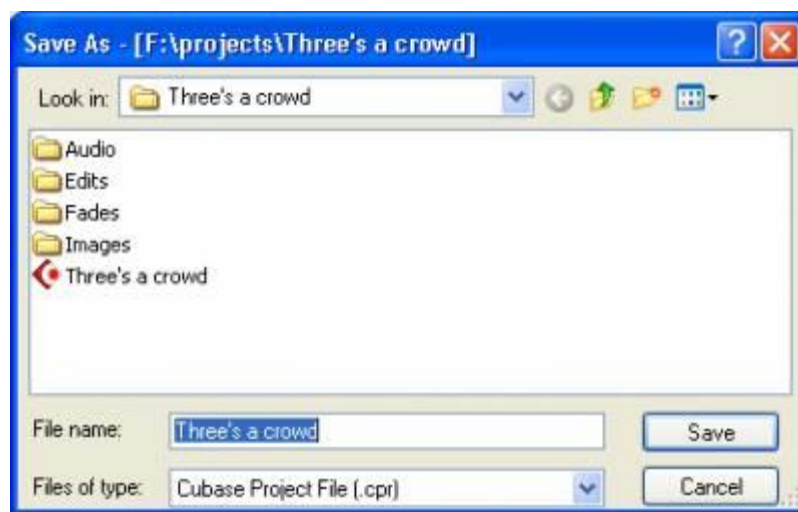 Save As - [F:\projects\Three's a crowd]
Look in: Three's a crowd
Audio
Edits
Fades
Images
Three's a crowd
File name: Three's a crowd Save
Files of type: Cubase Project File (.cpr) Cancel